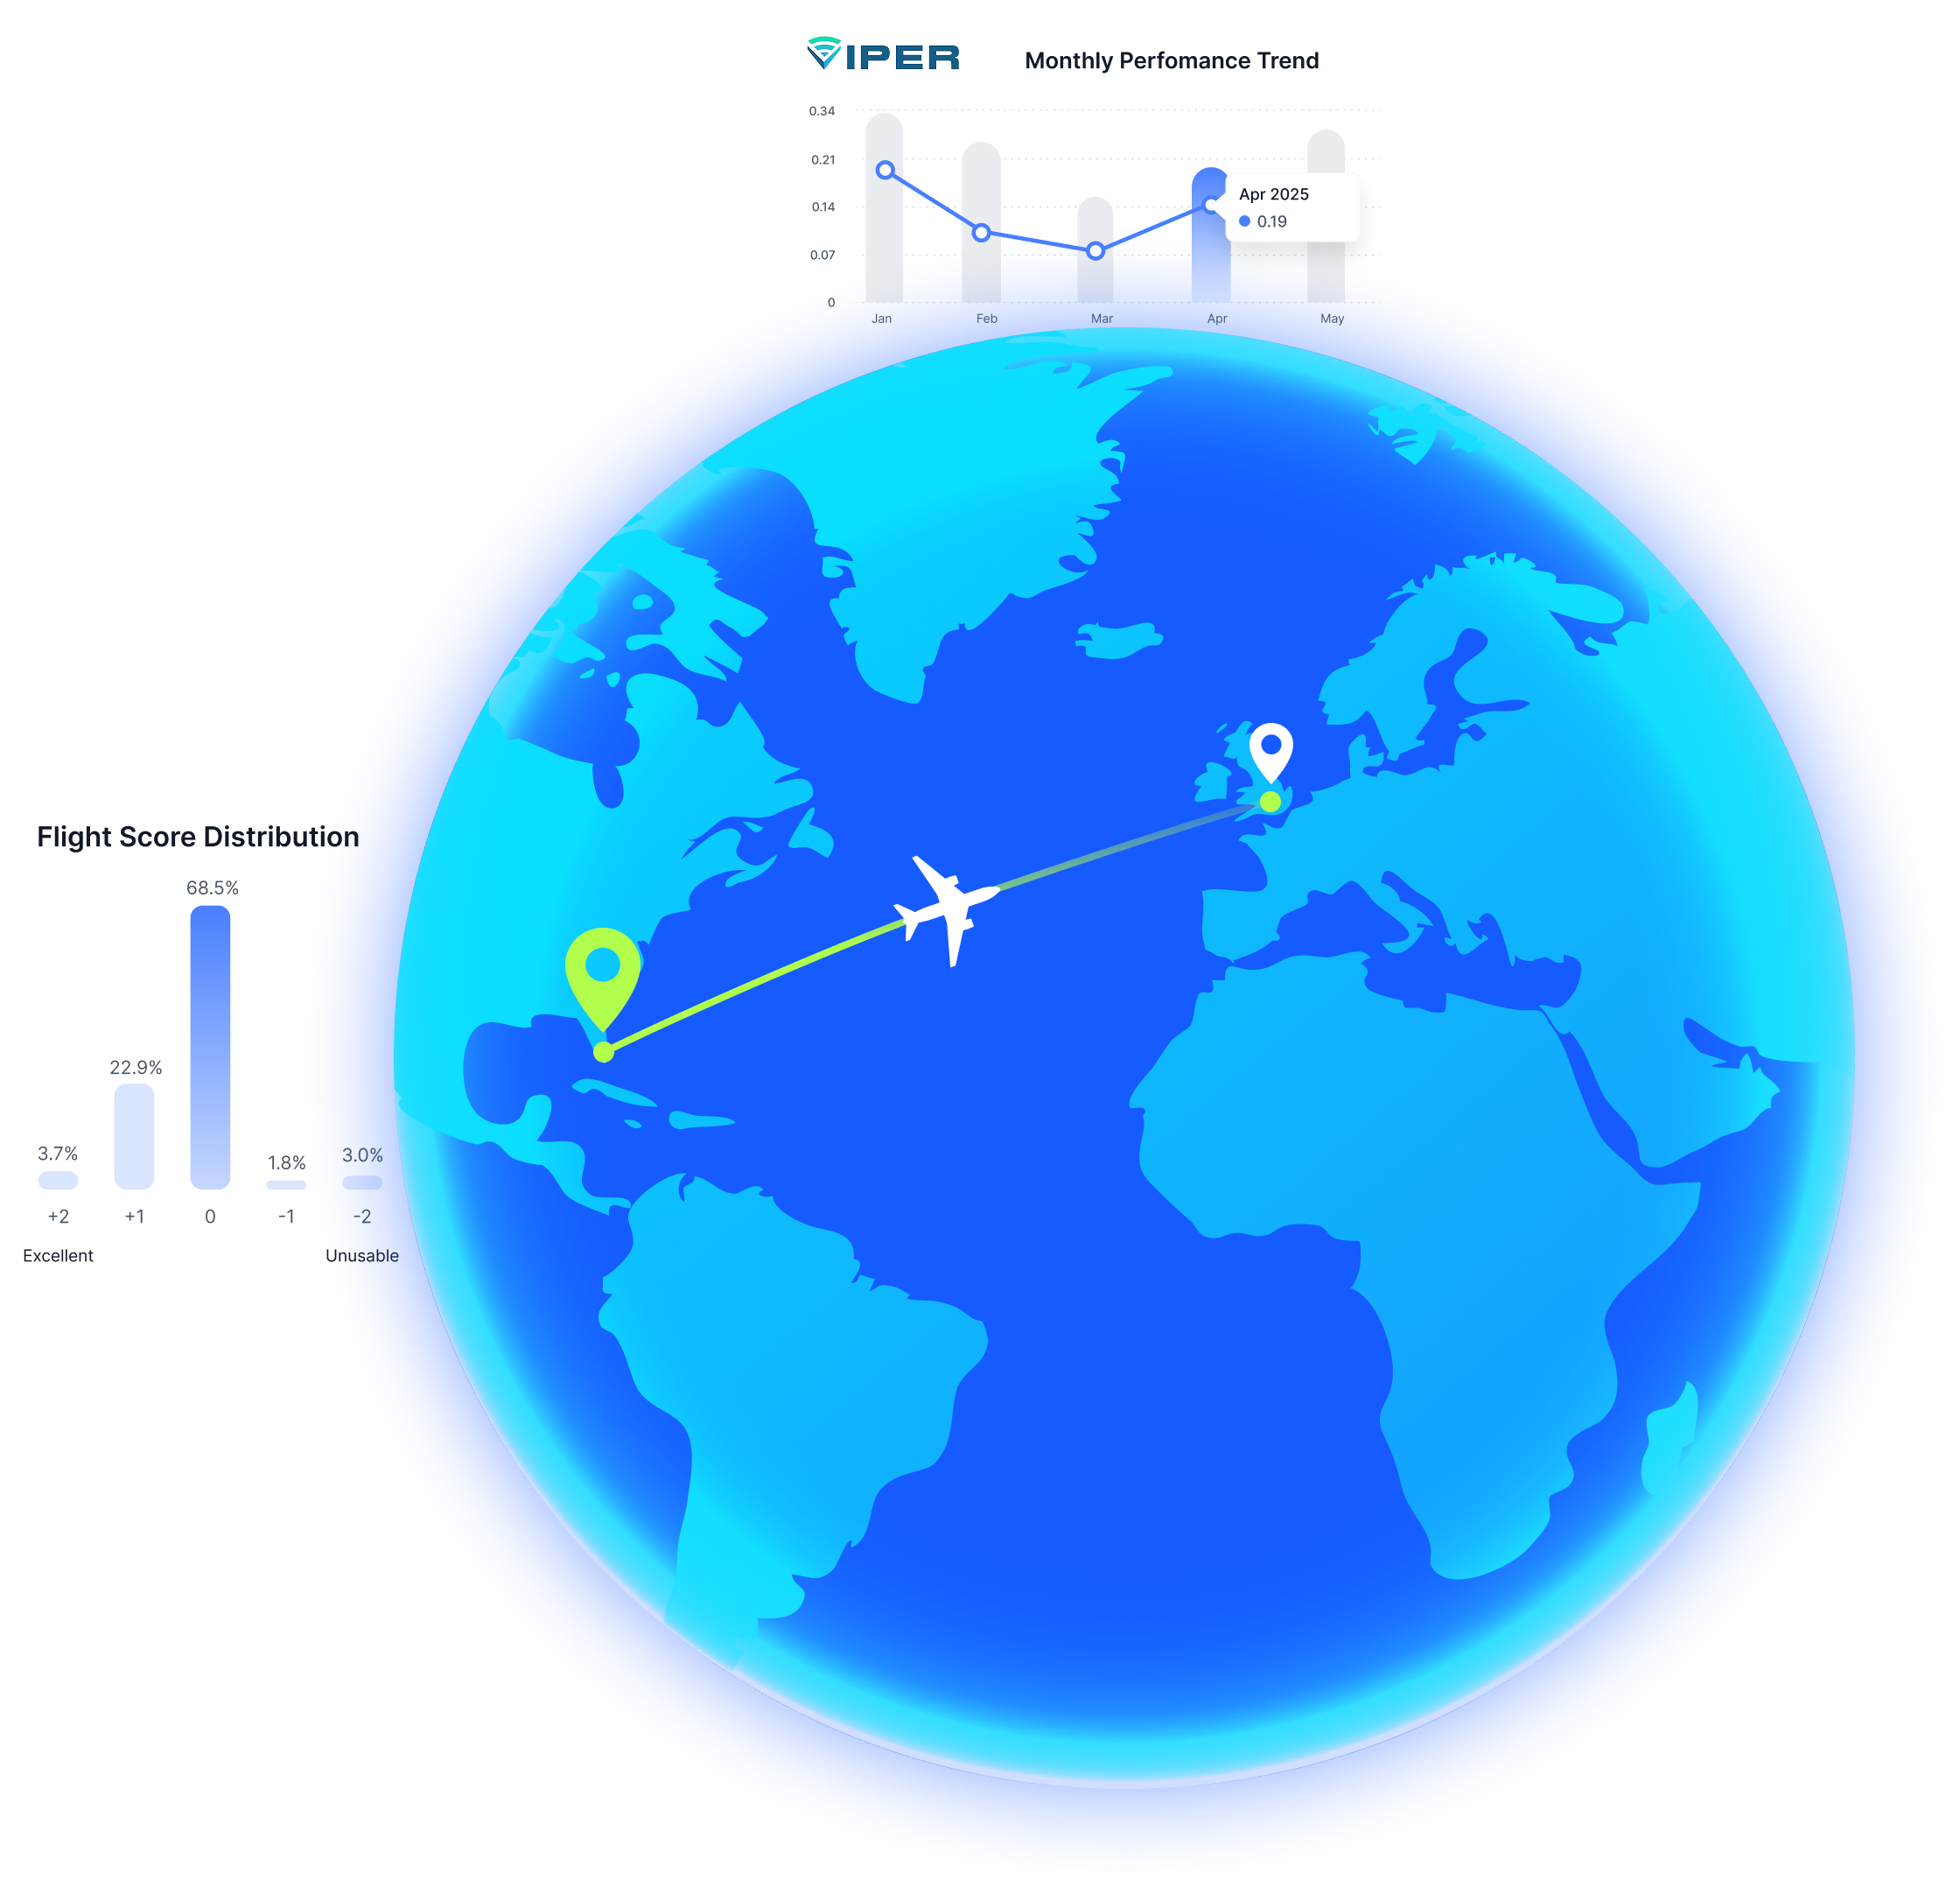 VIPER
Monthly Perfomance Trend
0.34
0.21
0.14
0.07
0
Apr 2025
0.19
Jan Feb Mar Apr May
Flight Score Distribution
68.5%
22.9%
3.7%
1.8%
3.0%
+2 +1 0 -1 -2
Excellent Unusable